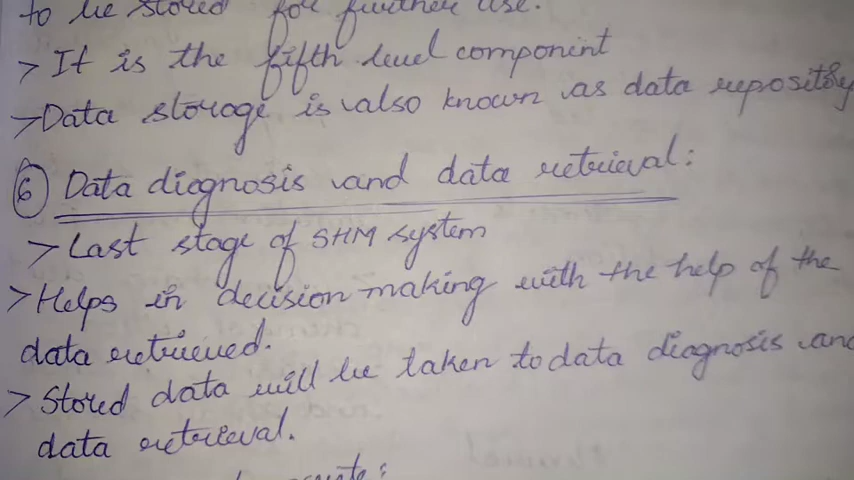 to be stored for further use.
> It is the fifth level component
> Data storage is also known as data repository
⑥ Data diagnosis and data retrieval:
> Last stage of SHM system
> Helps in decision making with the help of the
data retrieved.
> Stored data will be taken to data diagnosis and
data retrieval.